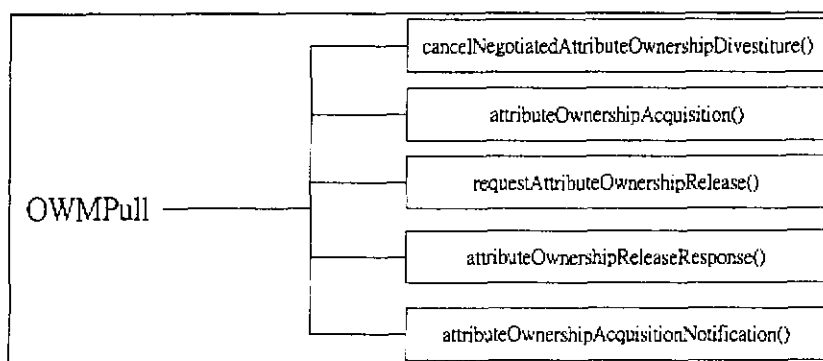 cancelNegotiatedAttributeOwnershipDivestiture()
attributeOwnershipAcquisition()
requestAttributeOwnershipRelease()
OWMPull
attributeOwnershipReleaseResponse()
attributeOwnershipAcquisitionNotification()